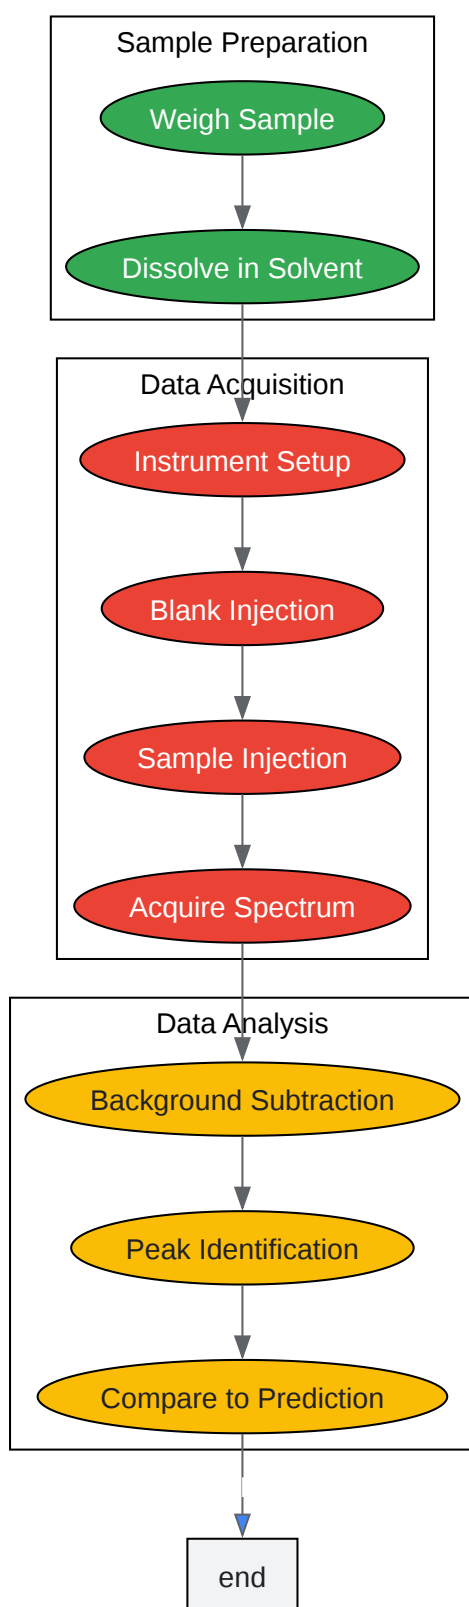 Sample Preparation
Weigh Sample
Dissolve in Solvent
Data Acquisition
Instrument Setup
Blank Injection
Sample Injection
Acquire Spectrum
Data Analysis
Background Subtraction
Peak Identification
Compare to Prediction
end